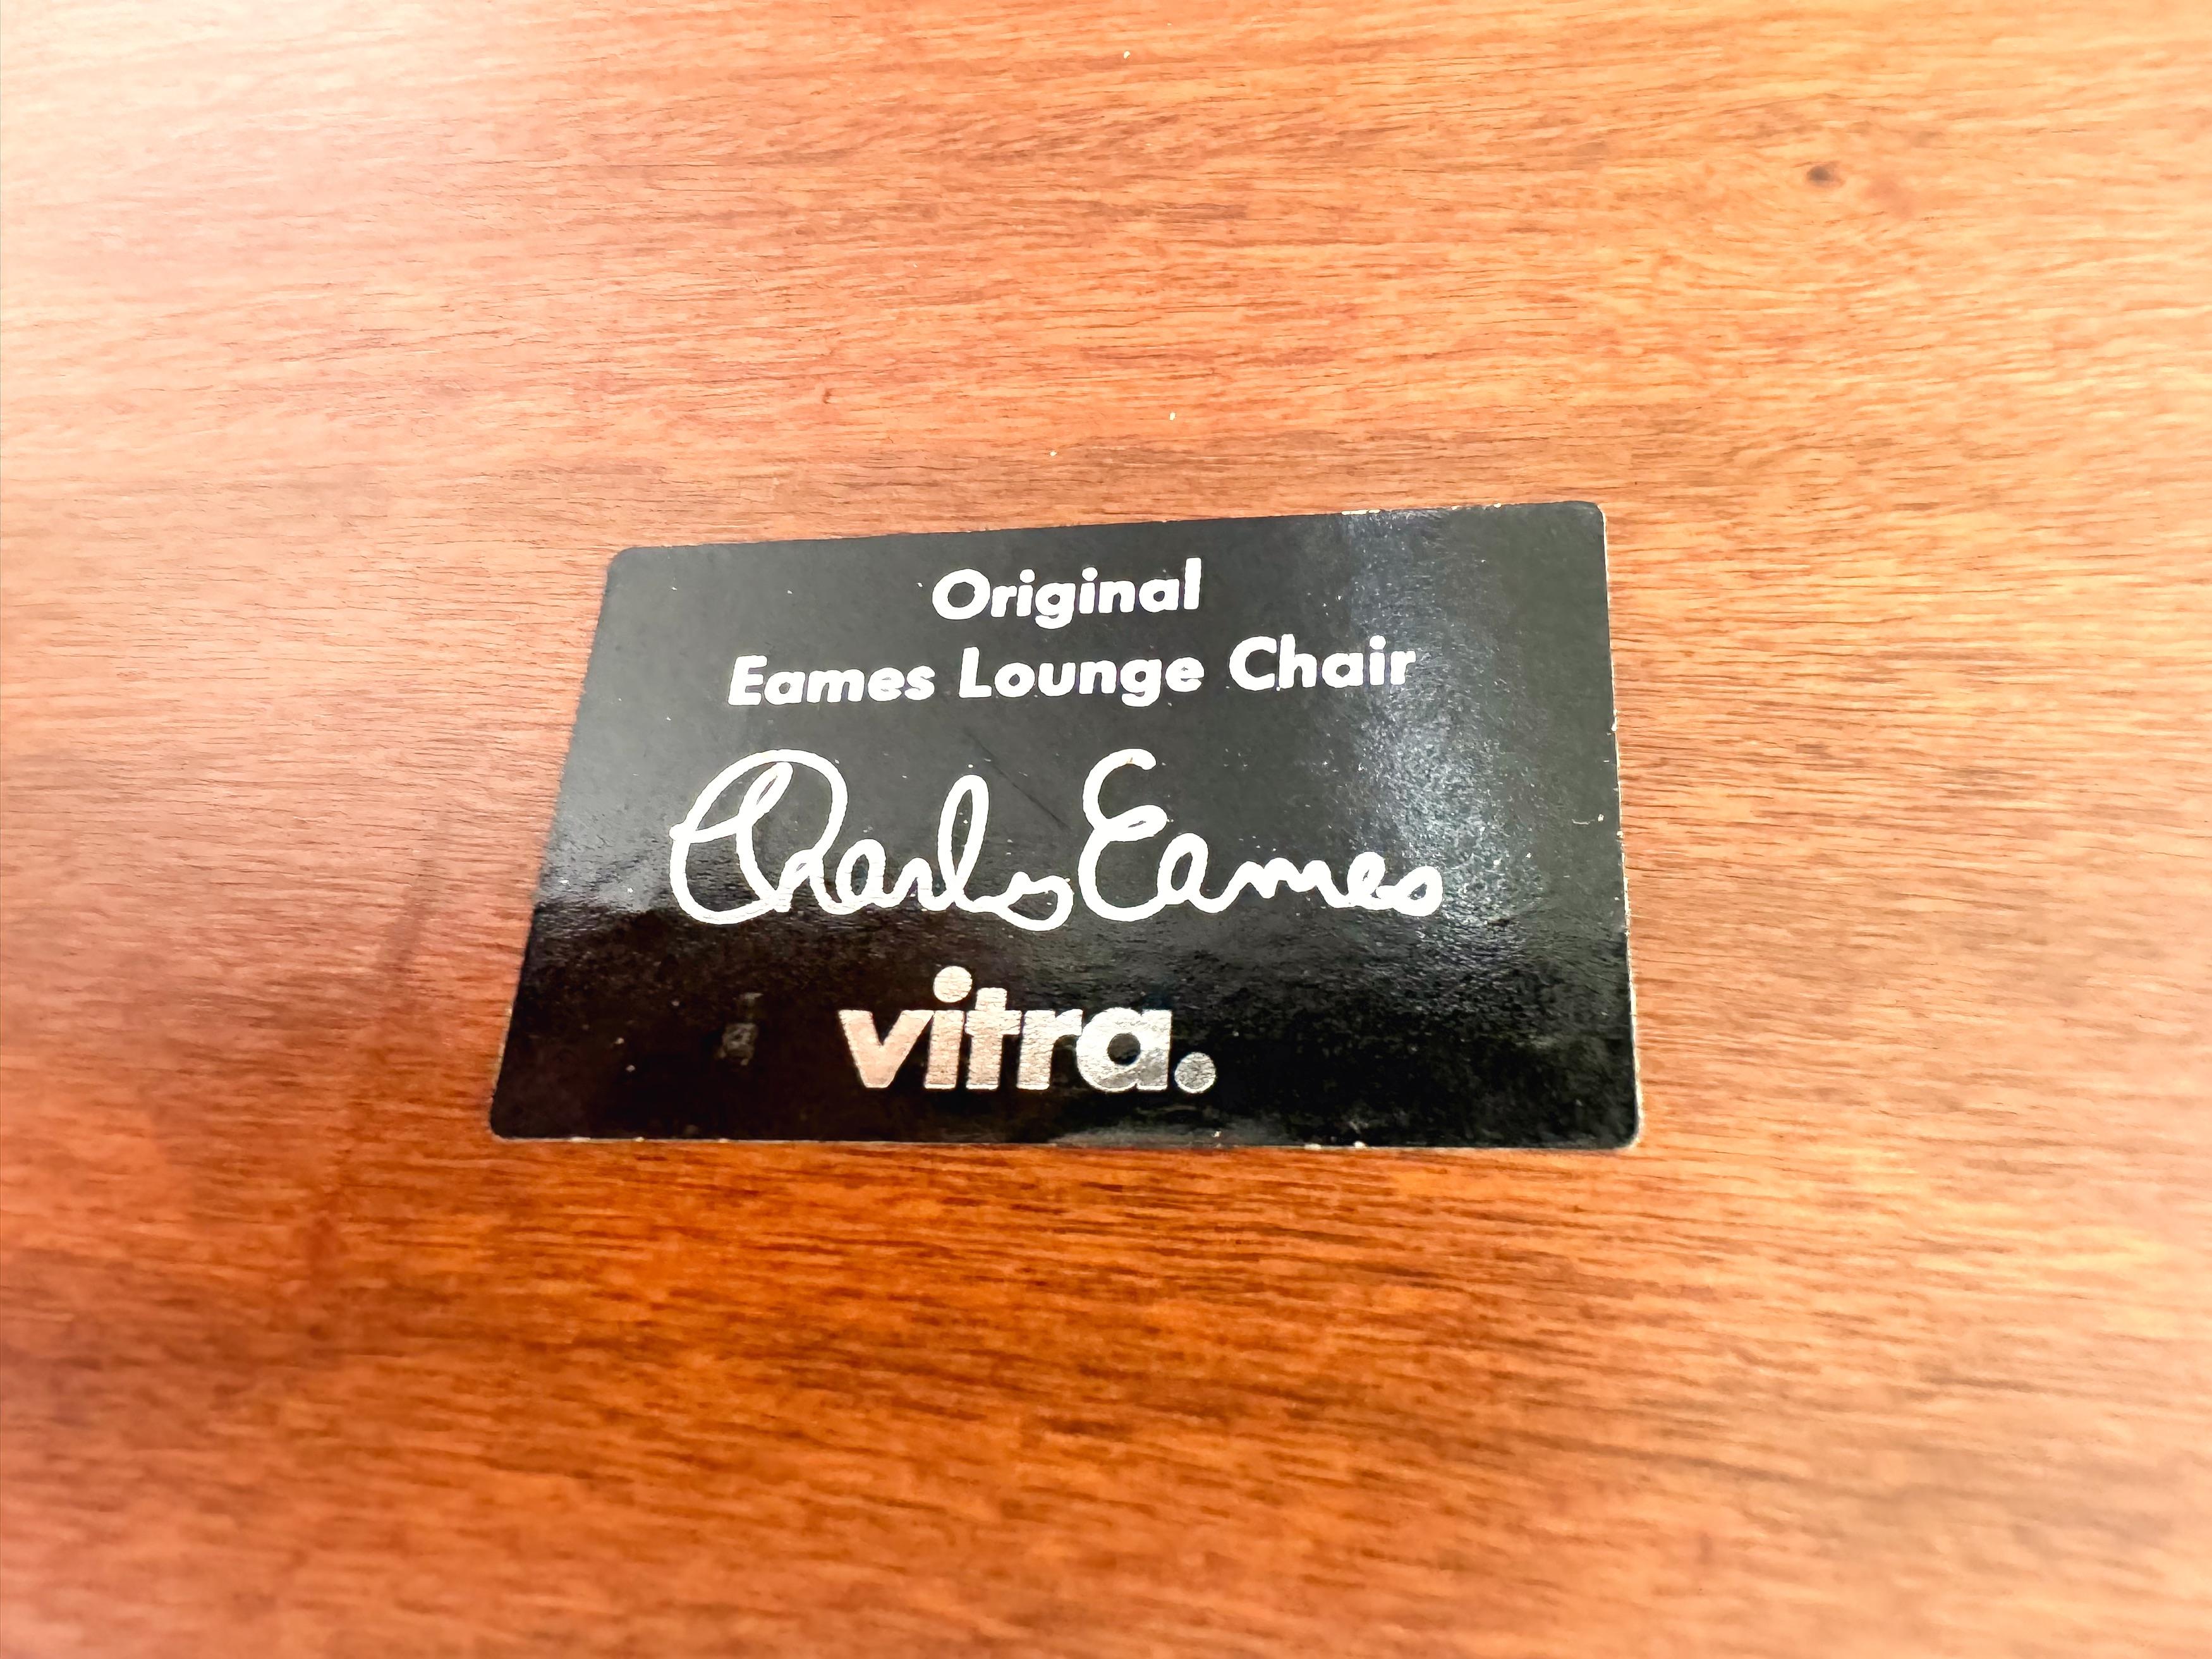 Original
Eames Lounge Chair
Charles Eames
vitra.